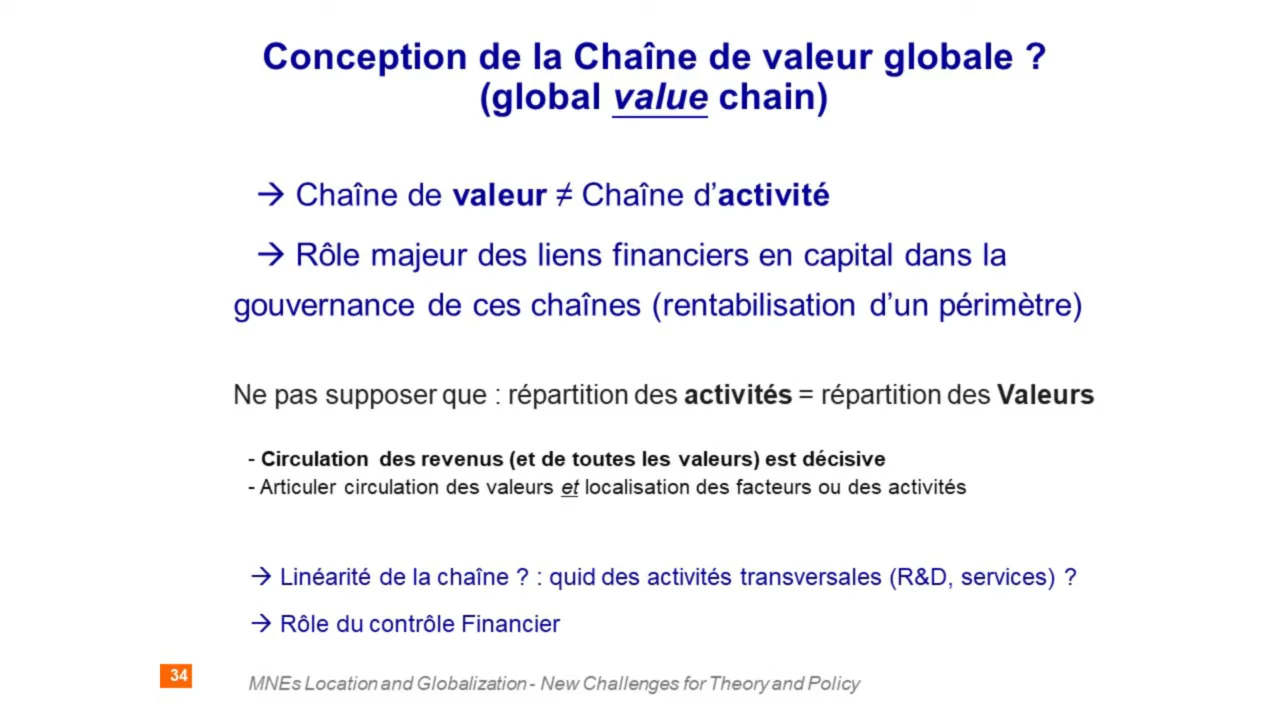 Conception de la Chaîne de valeur globale ?
(global value chain)
→ Chaîne de valeur ≠ Chaîne d’activité
→ Rôle majeur des liens financiers en capital dans la
gouvernance de ces chaînes (rentabilisation d’un périmètre)
Ne pas supposer que : répartition des activités = répartition des Valeurs
- Circulation des revenus (et de toutes les valeurs) est décisive
- Articuler circulation des valeurs et localisation des facteurs ou des activités
→ Linéarité de la chaîne ? : quid des activités transversales (R&D, services) ?
→ Rôle du contrôle Financier
34
MNEs Location and Globalization - New Challenges for Theory and Policy